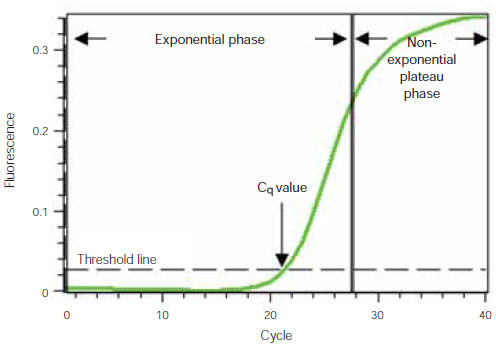 Exponential phase
Non-
exponential
plateau
phase
0.3
0.2
0.1
0
Fluorescence
Cq value
Threshold line
0 10 20 30 40
Cycle